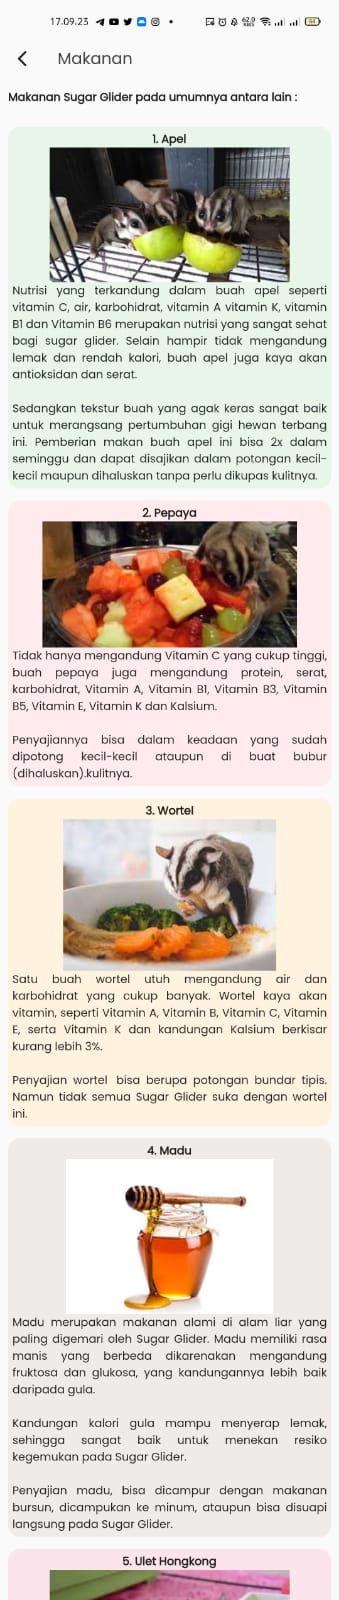 17.09.23
62.0 KB/S
64
Makanan
Makanan Sugar Glider pada umumnya antara lain :
1. Apel
Nutrisi yang terkandung dalam buah apel seperti
vitamin C, air, karbohidrat, vitamin A vitamin K, vitamin
B1 dan Vitamin B6 merupakan nutrisi yang sangat sehat
bagi sugar glider. Selain hampir tidak mengandung
lemak dan rendah kalori, buah apel juga kaya akan
antioksidan dan serat.
Sedangkan tekstur buah yang agak keras sangat baik
untuk merangsang pertumbuhan gigi hewan terbang
ini. Pemberian makan buah apel ini bisa 2x dalam
seminggu dan dapat disajikan dalam potongan kecil-
kecil maupun dihaluskan tanpa perlu dikupas kulitnya.
2. Pepaya
Tidak hanya mengandung Vitamin C yang cukup tinggi,
buah pepaya juga mengandung protein, serat,
karbohidrat, Vitamin A, Vitamin B1, Vitamin B3, Vitamin
B5, Vitamin E, Vitamin K dan Kalsium.
Penyajiannya bisa dalam keadaan yang sudah
dipotong kecil-kecil ataupun di buat bubur
(dihaluskan).kulitnya.
3. Wortel
Satu buah wortel utuh mengandung air dan
karbohidrat yang cukup banyak. Wortel kaya akan
vitamin, seperti Vitamin A, Vitamin B, Vitamin C, Vitamin
E, serta Vitamin K dan kandungan Kalsium berkisar
kurang lebih 3%.
Penyajian wortel bisa berupa potongan bundar tipis.
Namun tidak semua Sugar Glider suka dengan wortel
ini.
4. Madu
Madu merupakan makanan alami di alam liar yang
paling digemari oleh Sugar Glider. Madu memiliki rasa
manis yang berbeda dikarenakan mengandung
fruktosa dan glukosa, yang kandungannya lebih baik
daripada gula.
Kandungan kalori gula mampu menyerap lemak,
sehingga sangat baik untuk menekan resiko
kegemukan pada Sugar Glider.
Penyajian madu, bisa dicampur dengan makanan
bursun, dicampukan ke minum, ataupun bisa disuapi
langsung pada Sugar Glider.
5. Ulet Hongkong